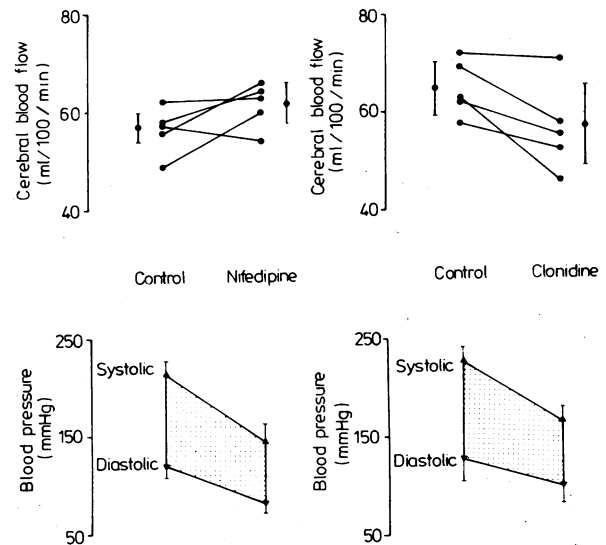 Cerebral blood flow
(ml/100/min)
80
60
40
Control
Nifedipine
Cerebral blood flow
(ml/100/min)
80
60
40
Control
Clonidine
Blood pressure
(mmHg)
250
150
50
Systolic
Diastolic
Blood pressure
(mmHg)
250
150
50
Systolic
Diastolic